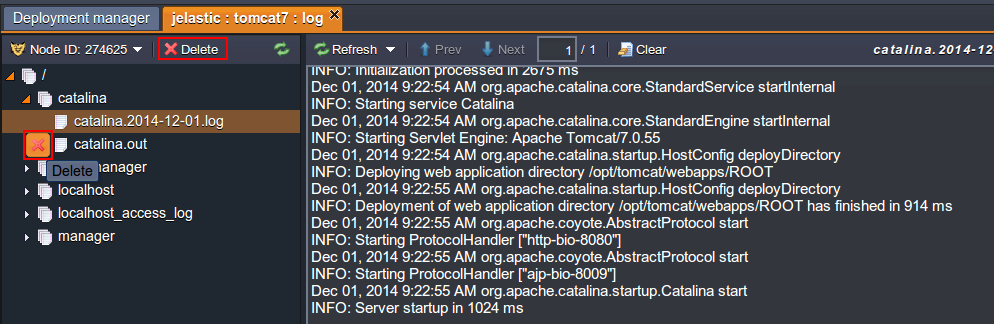 Deployment manager
jelastic : tomcat7 : log
Node ID: 274625
Delete
Refresh
Prev
Next
1 / 1
Clear
catalina.2014-12
/
catalina
catalina.2014-12-01.log
catalina.out
Delete
manager
localhost
localhost_access_log
manager
INFO: Initialization processed in 2675 ms
Dec 01, 2014 9:22:54 AM org.apache.catalina.core.StandardService startInternal
INFO: Starting service Catalina
Dec 01, 2014 9:22:54 AM org.apache.catalina.core.StandardEngine startInternal
INFO: Starting Servlet Engine: Apache Tomcat/7.0.55
Dec 01, 2014 9:22:54 AM org.apache.catalina.startup.HostConfig deployDirectory
INFO: Deploying web application directory /opt/tomcat/webapps/ROOT
Dec 01, 2014 9:22:55 AM org.apache.catalina.startup.HostConfig deployDirectory
INFO: Deployment of web application directory /opt/tomcat/webapps/ROOT has finished in 914 ms
Dec 01, 2014 9:22:55 AM org.apache.coyote.AbstractProtocol start
INFO: Starting ProtocolHandler ["http-bio-8080"]
Dec 01, 2014 9:22:55 AM org.apache.coyote.AbstractProtocol start
INFO: Starting ProtocolHandler ["ajp-bio-8009"]
Dec 01, 2014 9:22:55 AM org.apache.catalina.startup.Catalina start
INFO: Server startup in 1024 ms